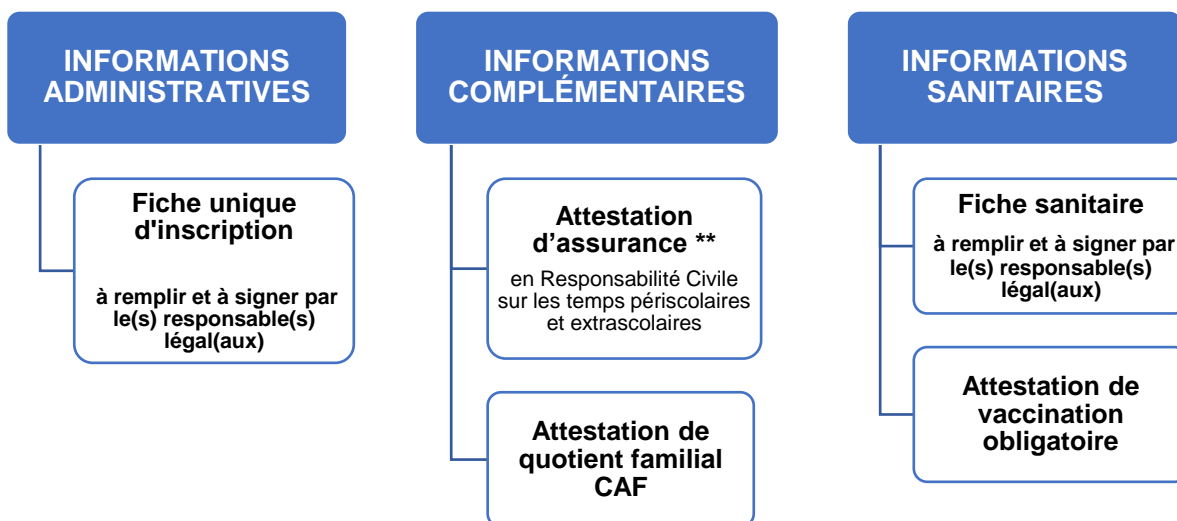 INFORMATIONS
ADMINISTRATIVES
Fiche unique
d'inscription
à remplir et à signer par
le(s) responsable(s)
légal(aux)
INFORMATIONS
COMPLÉMENTAIRES
Attestation
d’assurance **
en Responsabilité Civile
sur les temps périscolaires
et extrascolaires
Attestation de
quotient familial
CAF
INFORMATIONS
SANITAIRES
Fiche sanitaire
à remplir et à signer par
le(s) responsable(s)
légal(aux)
Attestation de
vaccination
obligatoire